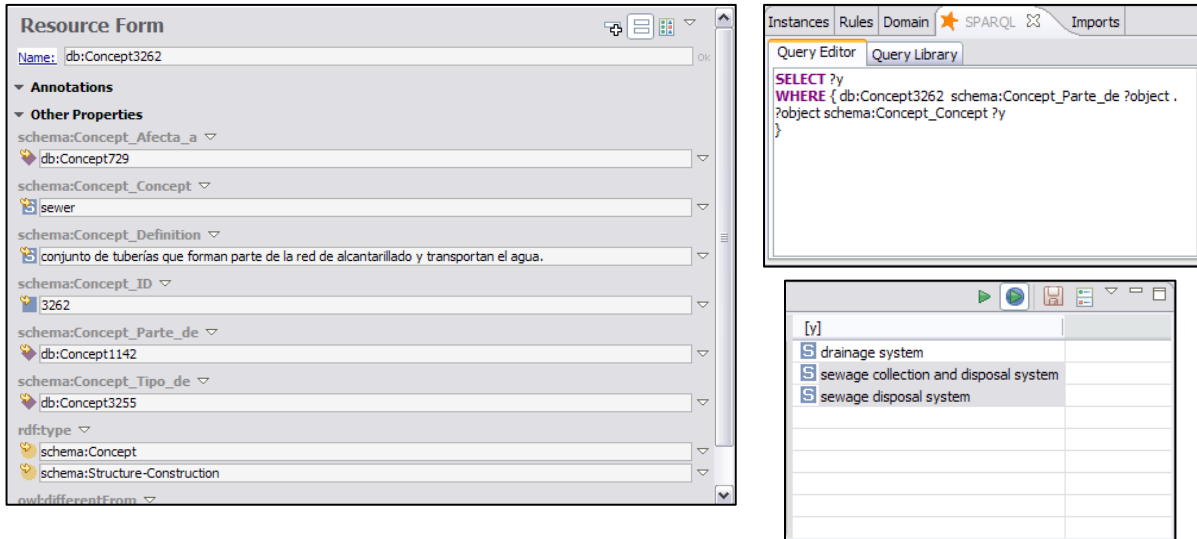 Resource Form
Name: db:Concept3262 OK
Annotations
Other Properties
schema:Concept_Afecta_a
db:Concept729
schema:Concept_Concept
sewer
schema:Concept_Definition
conjunto de tuberías que forman parte de la red de alcantarillado y transportan el agua.
schema:Concept_ID
3262
schema:Concept_Parte_de
db:Concept1142
schema:Concept_Tipo_de
db:Concept3255
rdf:type
schema:Concept
schema:Structure-Construction
owl:differentFrom
Instances Rules Domain SPARQL Imports
Query Editor Query Library
SELECT ?y
WHERE { db:Concept3262 schema:Concept_Parte_de ?object .
?object schema:Concept_Concept ?y
}
[y]
S drainage system
S sewage collection and disposal system
S sewage disposal system